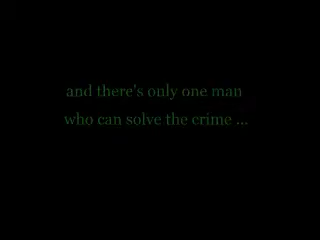 and there's only one man
who can solve the crime ...